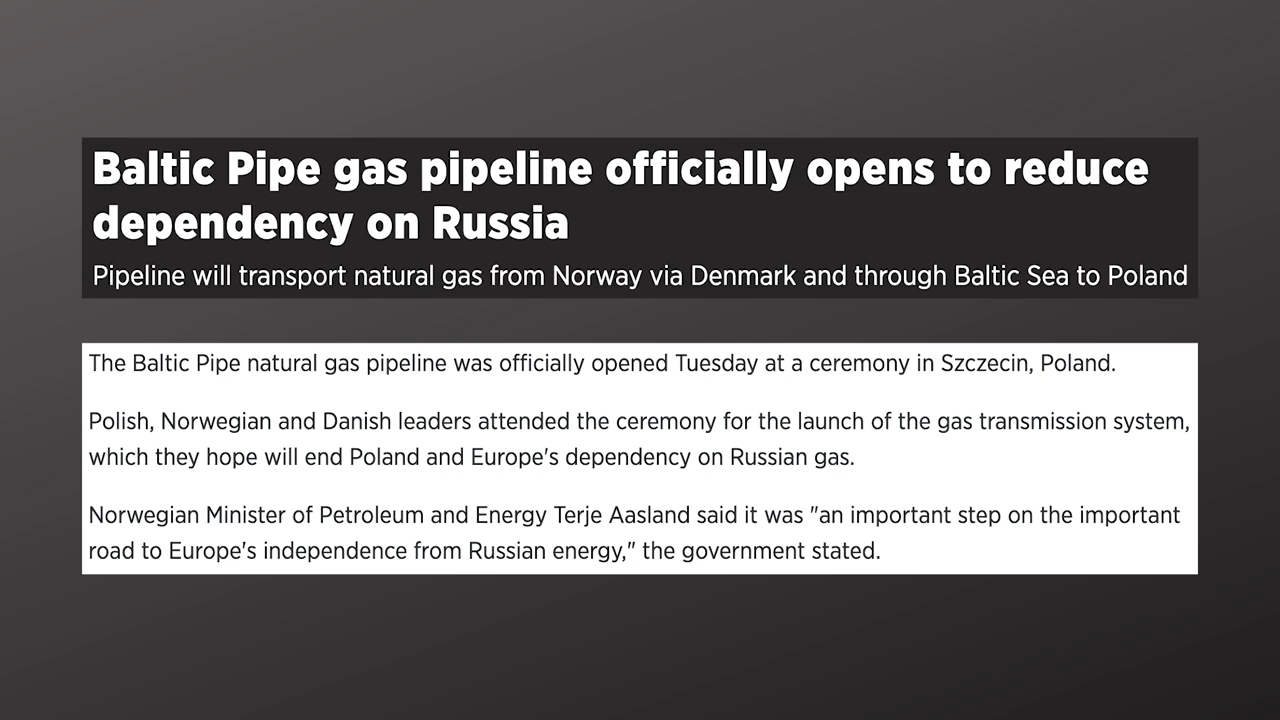 Baltic Pipe gas pipeline officially opens to reduce
dependency on Russia
Pipeline will transport natural gas from Norway via Denmark and through Baltic Sea to Poland
The Baltic Pipe natural gas pipeline was officially opened Tuesday at a ceremony in Szczecin, Poland.
Polish, Norwegian and Danish leaders attended the ceremony for the launch of the gas transmission system,
which they hope will end Poland and Europe's dependency on Russian gas.
Norwegian Minister of Petroleum and Energy Terje Aasland said it was "an important step on the important
road to Europe's independence from Russian energy," the government stated.